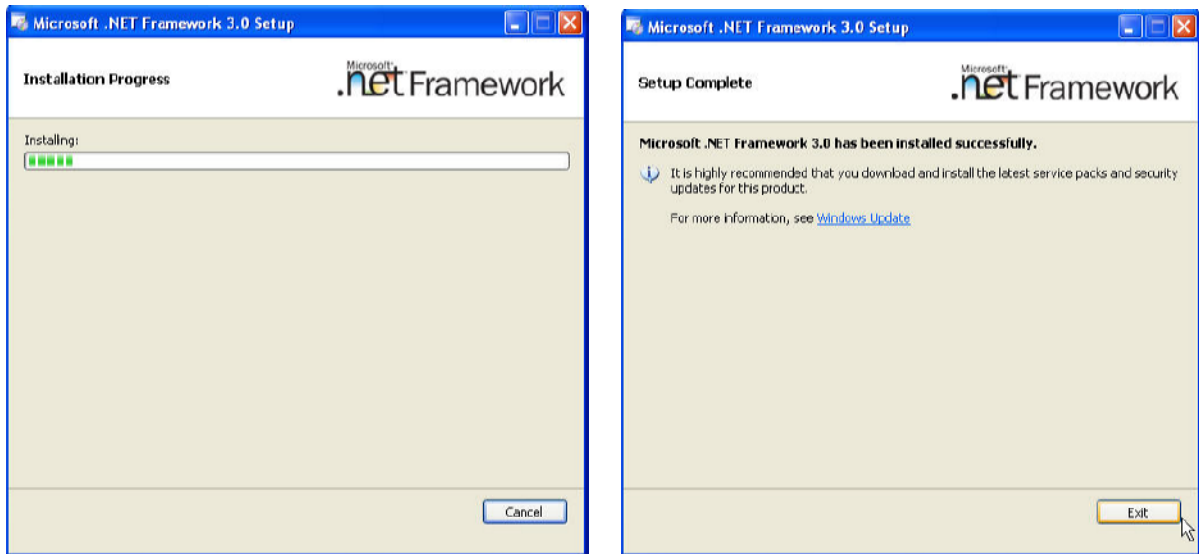 Microsoft .NET Framework 3.0 Setup
Installation Progress
Microsoft
.net Framework
Installing:
Cancel
Microsoft .NET Framework 3.0 Setup
Setup Complete
Microsoft
.net Framework
Microsoft .NET Framework 3.0 has been installed successfully.
It is highly recommended that you download and install the latest service packs and security
updates for this product.
For more information, see Windows Update
Exit